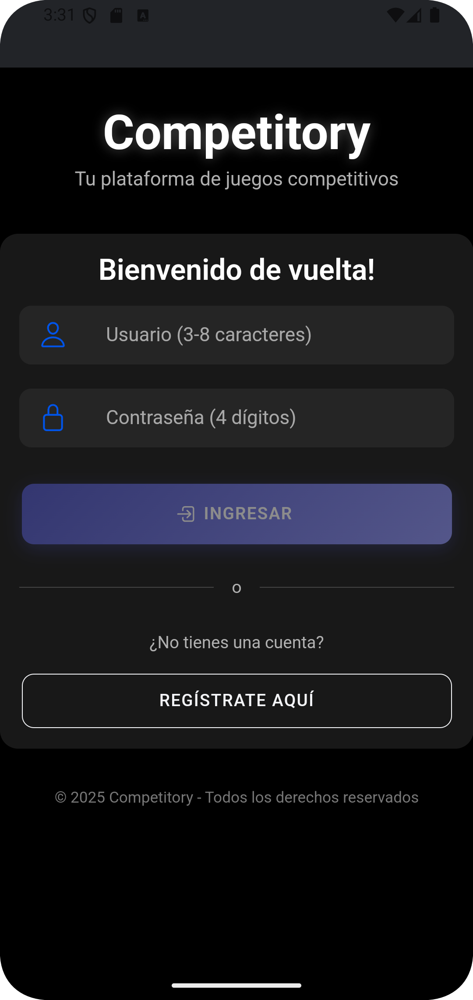 3:31
Competitory
Tu plataforma de juegos competitivos
Bienvenido de vuelta!
Usuario (3-8 caracteres)
Contraseña (4 dígitos)
INGRESAR
o
¿No tienes una cuenta?
REGÍSTRATE AQUÍ
© 2025 Competitory - Todos los derechos reservados